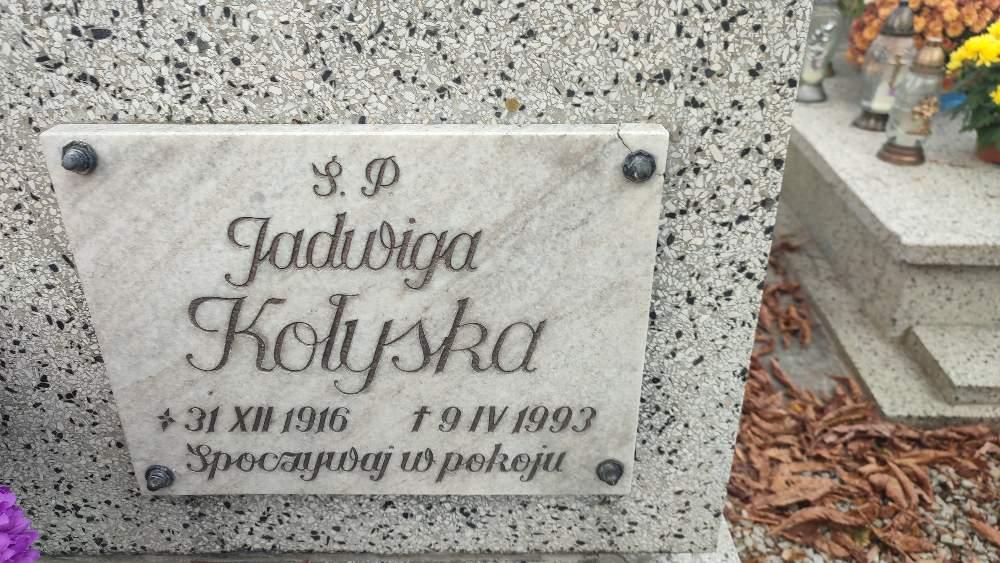 Ś. P.
Jadwiga
Kołyska
31 XII 1916 † 9 IV 1993
Spoczywaj w pokoju